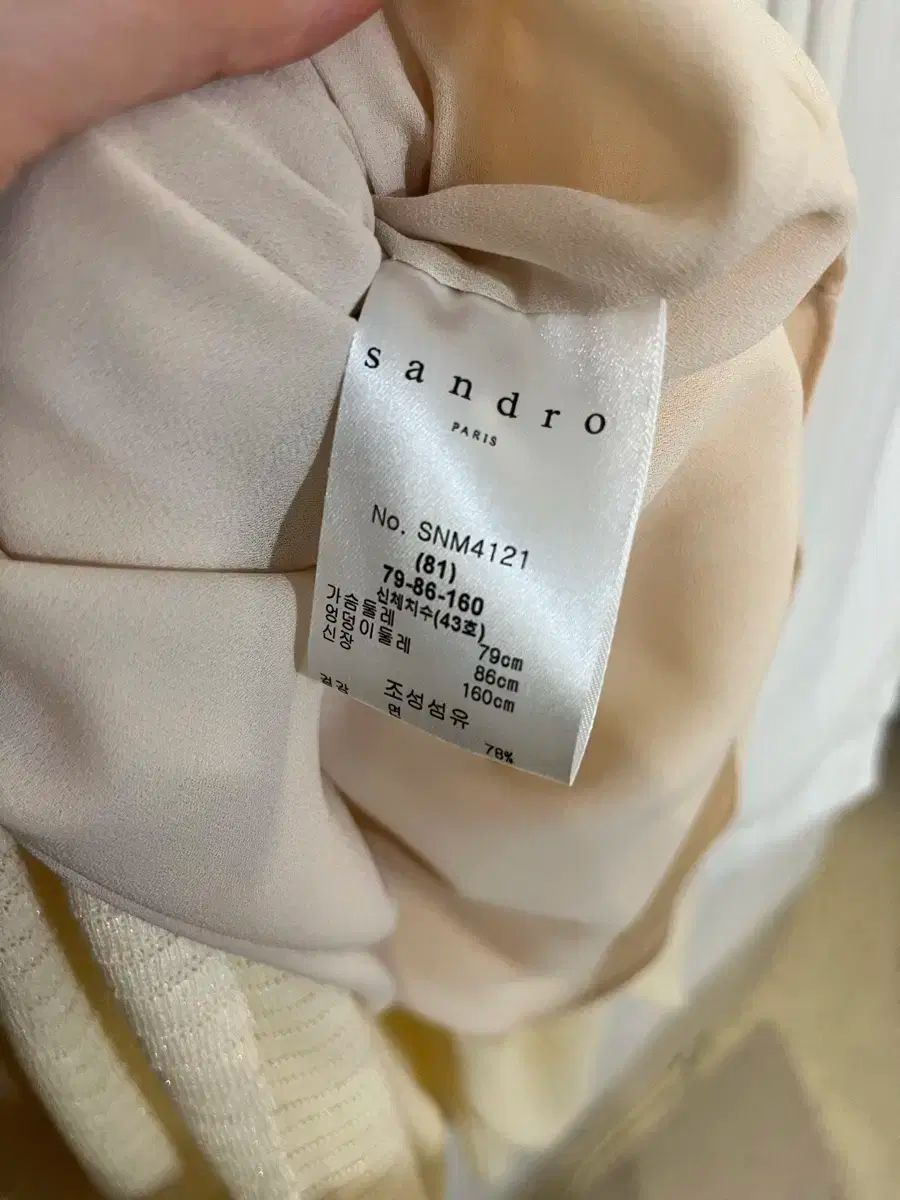 sandro
PARIS
No. SNM4121
(81)
79-86-160
신체치수(43호)
가슴둘레 79cm
엉덩이둘레 86cm
신장 160cm
조성섬유
겉감 면 78%